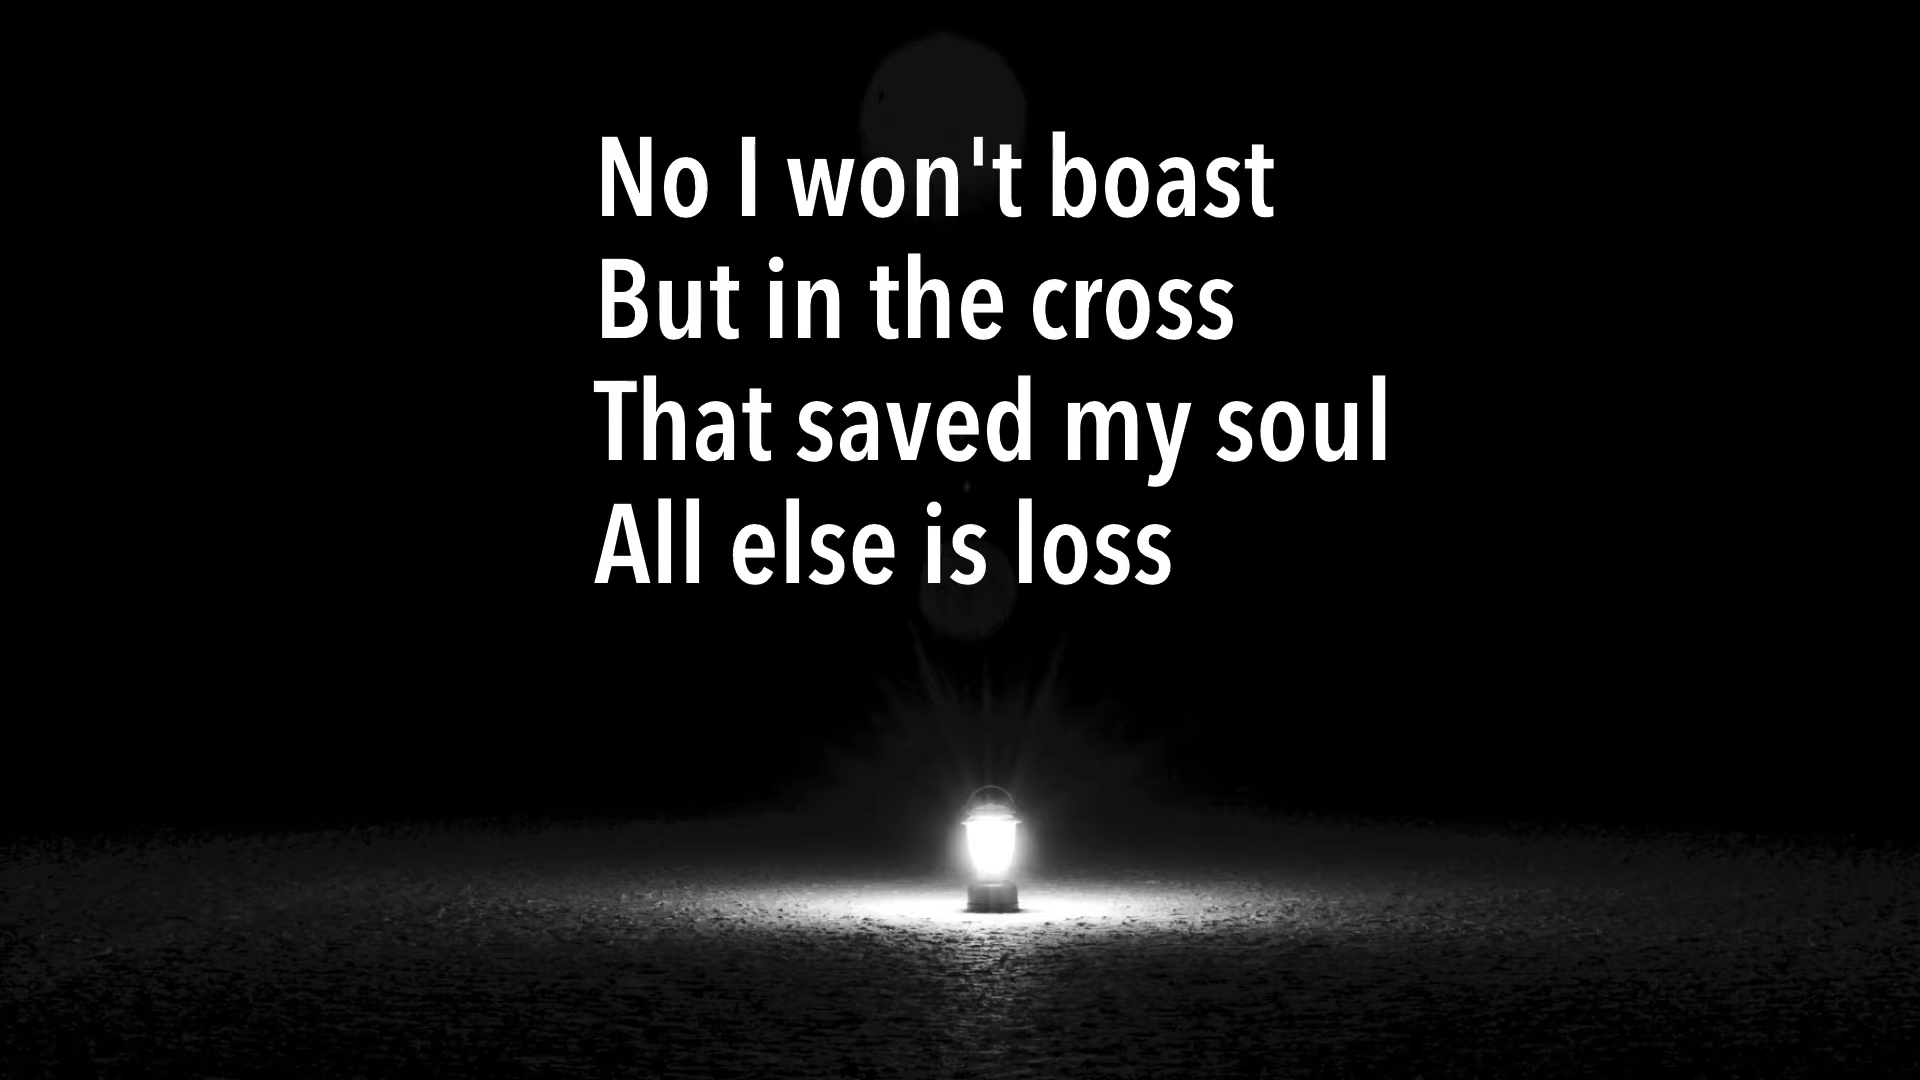 No I won't boast
But in the cross
That saved my soul
All else is loss